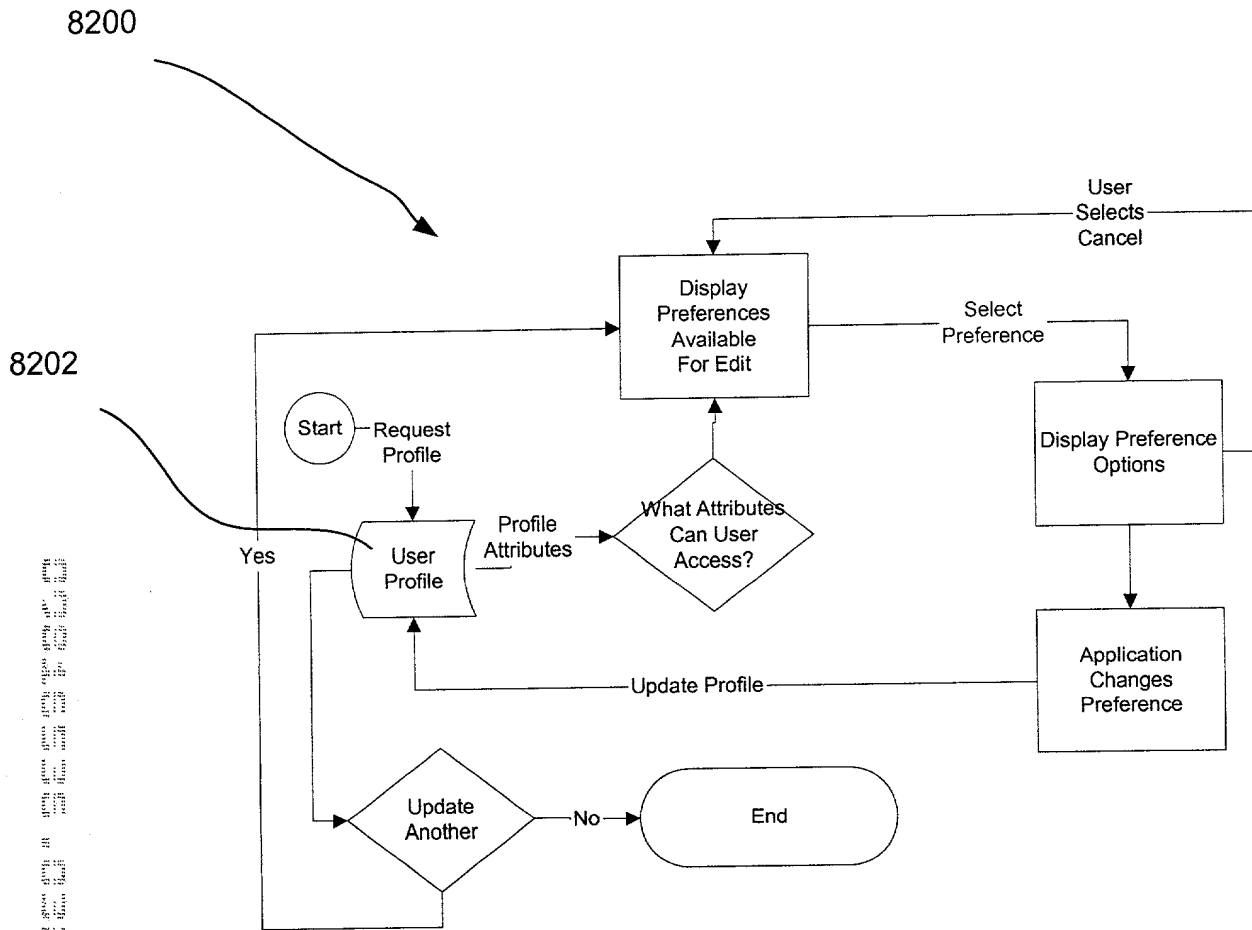 8200
User
Selects
Cancel
Display
Preferences
Available
For Edit
Select
Preference
8202
Start
Request
Profile
Display Preference
Options
What Attributes
Can User
Access?
Profile
Attributes
User
Profile
Yes
Application
Changes
Preference
Update Profile
Update
Another
No
End